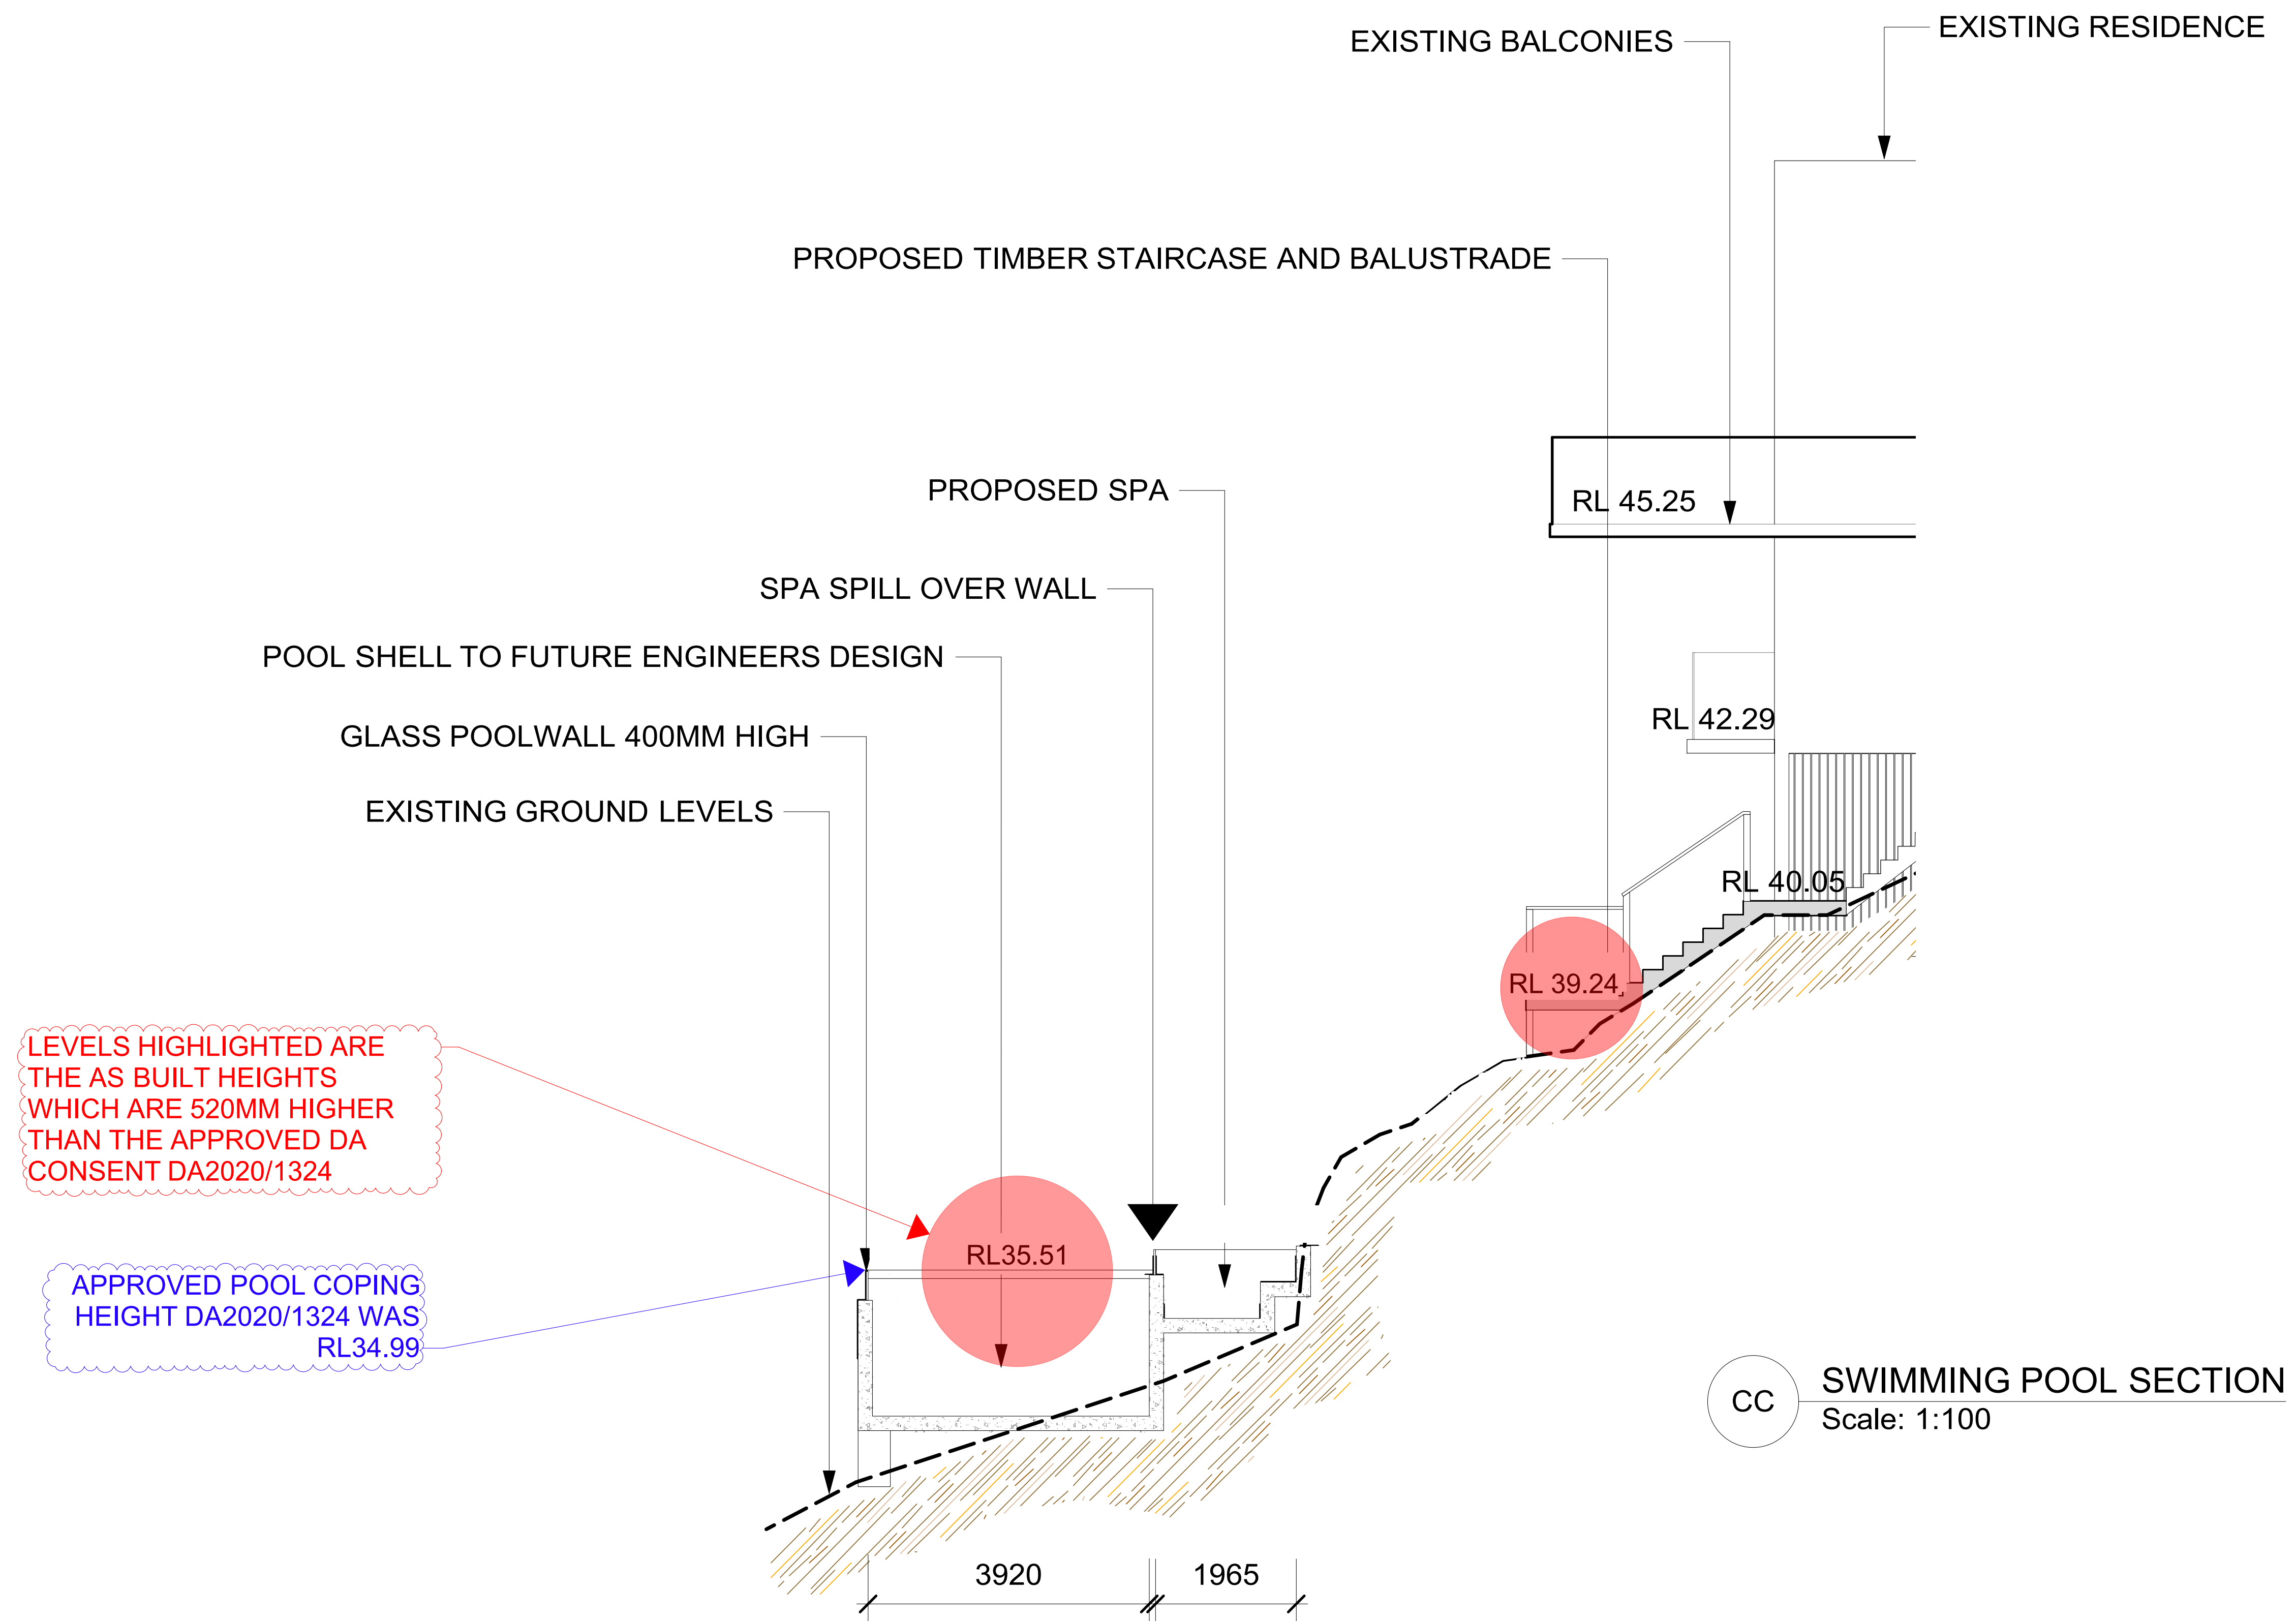 EXISTING RESIDENCE
EXISTING BALCONIES
PROPOSED TIMBER STAIRCASE AND BALUSTRADE
PROPOSED SPA
RL 45.25
SPA SPILL OVER WALL
POOL SHELL TO FUTURE ENGINEERS DESIGN
RL 42.29
GLASS POOLWALL 400MM HIGH
EXISTING GROUND LEVELS
RL 40.05
RL 39.24
LEVELS HIGHLIGHTED ARE
THE AS BUILT HEIGHTS
WHICH ARE 520MM HIGHER
THAN THE APPROVED DA
CONSENT DA2020/1324
RL35.51
APPROVED POOL COPING
HEIGHT DA2020/1324 WAS
RL34.99
CC
SWIMMING POOL SECTION
Scale: 1:100
3920
1965